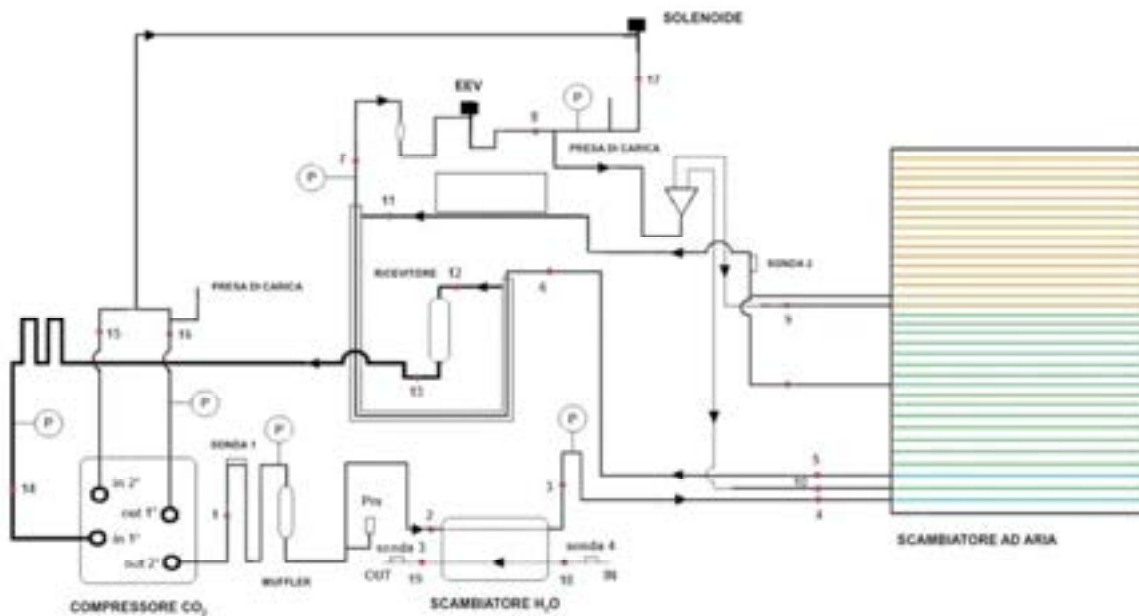 SOLENOIDE
17
EEV
8
P
PRESA DI CARICA
7
P
11
SONDA 2
RICEVITORE
12
6
PRESA DI CARICA
15
16
9
13
P
P
P
P
SONDA 1
5
10
4
in 2°
out 1°
in 1°
out 2°
1
Prs
2
3
sonda 3
sonda 4
OUT
19
18
IN
MUFFLER
SCAMBIATORE AD ARIA
COMPRESSORE CO₂
SCAMBIATORE H₂O